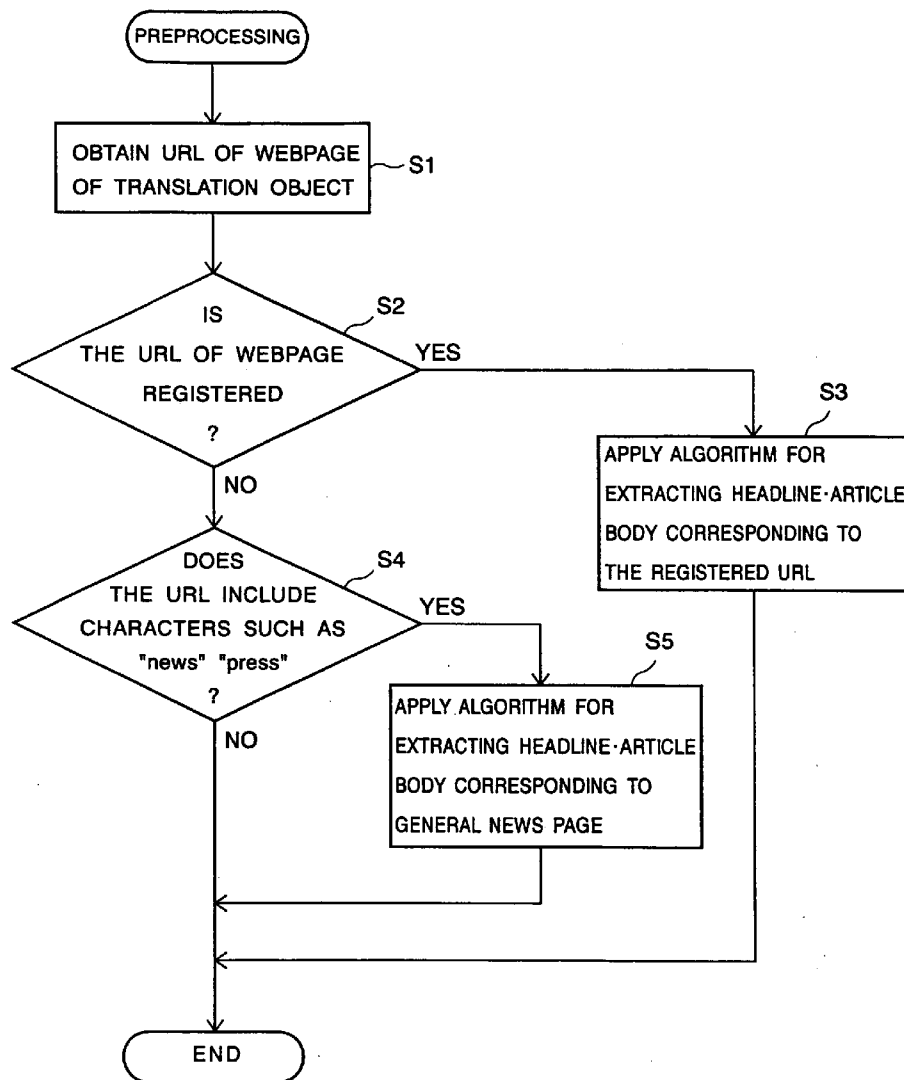 PREPROCESSING
OBTAIN URL OF WEBPAGE
OF TRANSLATION OBJECT
S1
IS
THE URL OF WEBPAGE
REGISTERED
?
S2
YES
NO
S3
APPLY ALGORITHM FOR
EXTRACTING HEADLINE·ARTICLE
BODY CORRESPONDING TO
THE REGISTERED URL
DOES
THE URL INCLUDE
CHARACTERS SUCH AS
"news" "press"
?
S4
YES
NO
S5
APPLY ALGORITHM FOR
EXTRACTING HEADLINE·ARTICLE
BODY CORRESPONDING TO
GENERAL NEWS PAGE
END